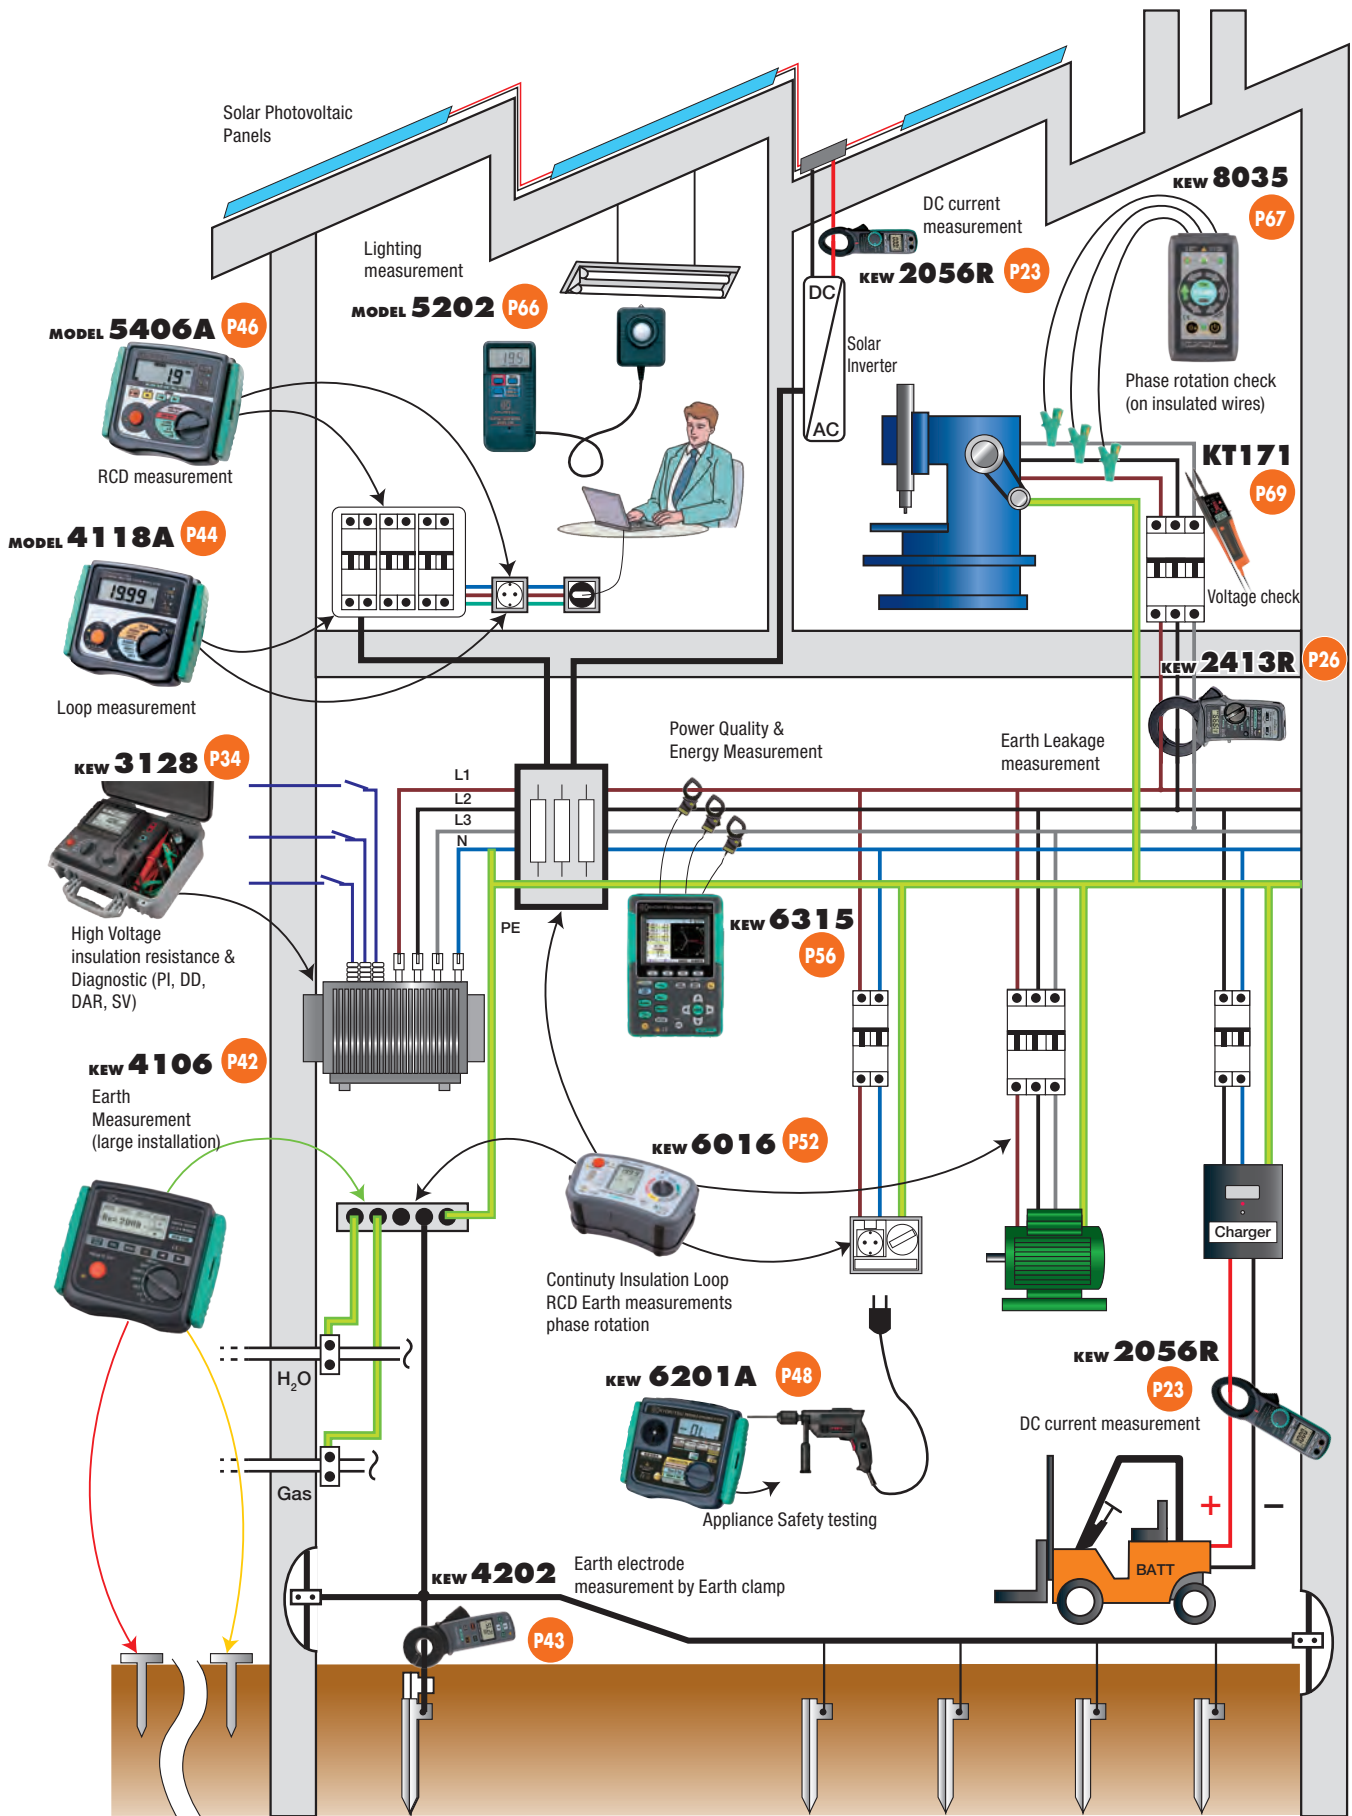 Solar Photovoltaic
Panels
KEW 8035
P67
DC current
measurement
KEW 2056R P23
Lighting
measurement
MODEL 5202 P66
MODEL 5406A P46
19
195
DC
AC
Solar
Inverter
Phase rotation check
(on insulated wires)
RCD measurement
KT171
P69
MODEL 4118A P44
19.99
Voltage check
Loop measurement
KEW 2413R P26
Power Quality &
Energy Measurement
Earth Leakage
measurement
KEW 3128 P34
L1
L2
L3
N
PE
KEW 6315
P56
High Voltage
insulation resistance &
Diagnostic (PI, DD,
DAR, SV)
KEW 4106 P42
Earth
Measurement
(large installation)
KEW 6016 P52
Charger
Continuty Insulation Loop
RCD Earth measurements
phase rotation
H2O
KEW 2056R
P23
DC current measurement
KEW 6201A P48
Gas
Appliance Safety testing
+ −
BATT
KEW 4202
Earth electrode
measurement by Earth clamp
P43